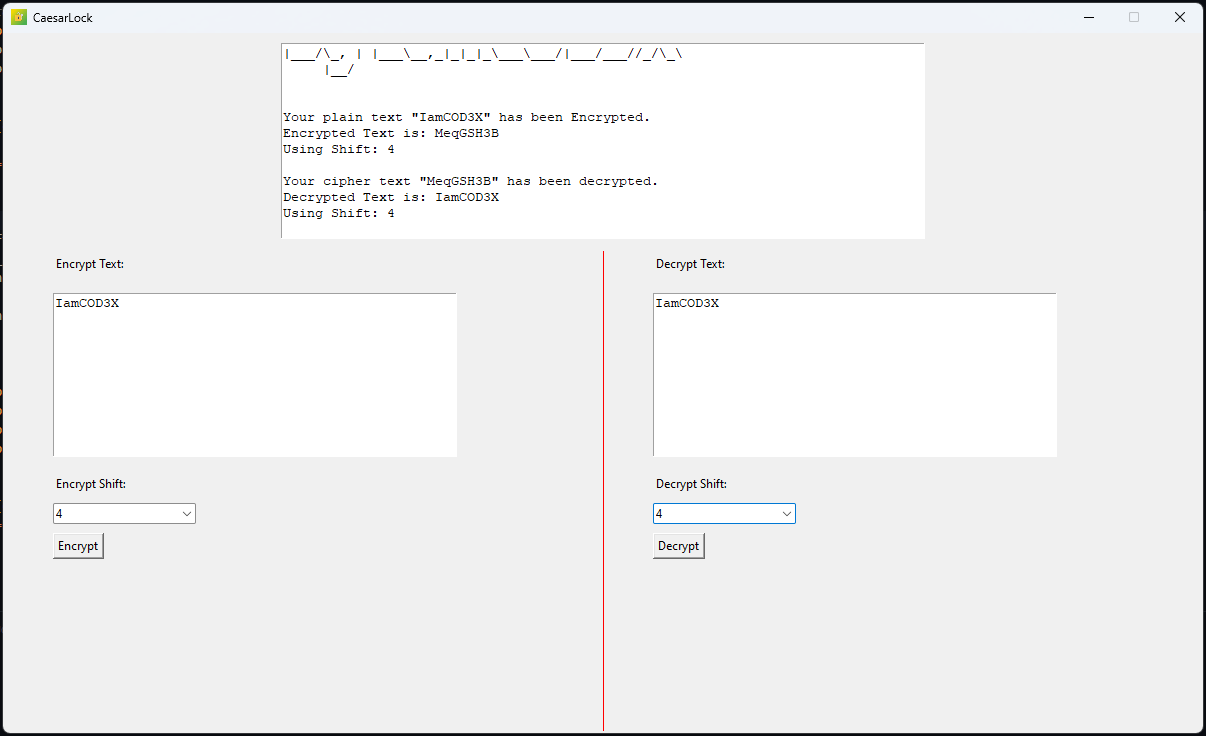 CaesarLock
|___/\_, | |___\__,_|_|_|_\___\___/|___/___//_/\_\
     |__/
Your plain text "IamCOD3X" has been Encrypted.
Encrypted Text is: MeqGSH3B
Using Shift: 4
Your cipher text "MeqGSH3B" has been decrypted.
Decrypted Text is: IamCOD3X
Using Shift: 4
Encrypt Text:
IamCOD3X
Encrypt Shift:
4
Encrypt
Decrypt Text:
IamCOD3X
Decrypt Shift:
4
Decrypt